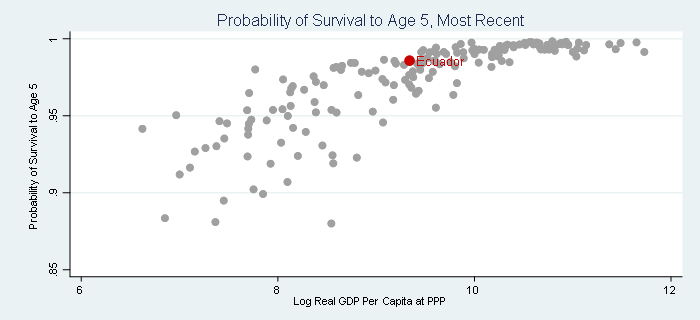 Probability of Survival to Age 5, Most Recent
Probability of Survival to Age 5
1
.95
.9
.85
Ecuador
6
8
10
12
Log Real GDP Per Capita at PPP